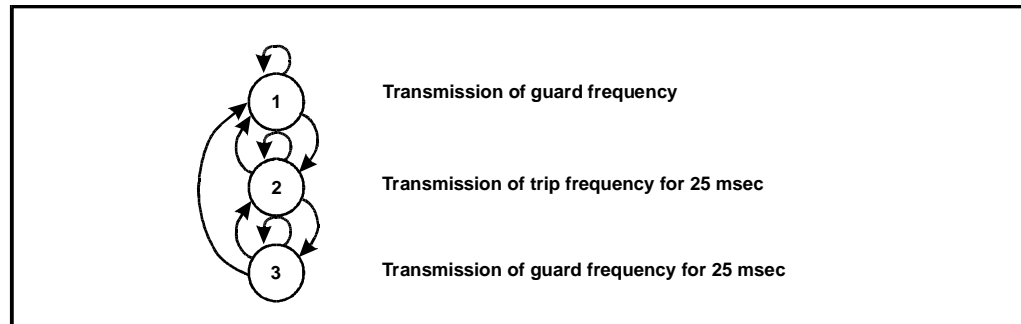 1 Transmission of guard frequency
2 Transmission of trip frequency for 25 msec
3 Transmission of guard frequency for 25 msec